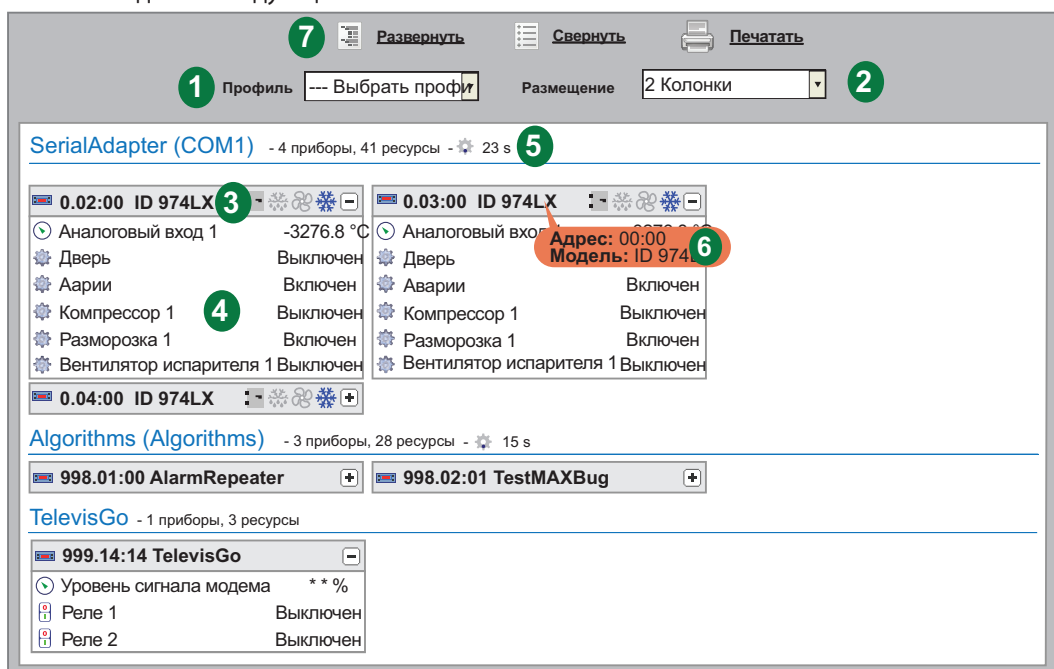 7 Развернуть Свернуть Печатать
1 Профиль --- Выбрать профи Размещение 2 Колонки 2
SerialAdapter (COM1) - 4 приборы, 41 ресурсы - 23 s 5
0.02:00 ID 974LX 3
Аналоговый вход 1 -3276.8 °C
Дверь Выключен
Аарии Включен
Компрессор 1 4 Выключен
Разморозка 1 Включен
Вентилятор испарителя 1 Выключен
0.03:00 ID 974LX
Аналоговый вход
Адрес: 00:00
Модель: ID 974L 6
Дверь
Аварии Включен
Компрессор 1 Выключен
Разморозка 1 Включен
Вентилятор испарителя 1 Выключен
0.04:00 ID 974LX
Algorithms (Algorithms) - 3 приборы, 28 ресурсы - 15 s
998.01:00 AlarmRepeater
998.02:01 TestMAXBug
TelevisGo - 1 приборы, 3 ресурсы
999.14:14 TelevisGo
Уровень сигнала модема * * %
Реле 1 Выключен
Реле 2 Выключен